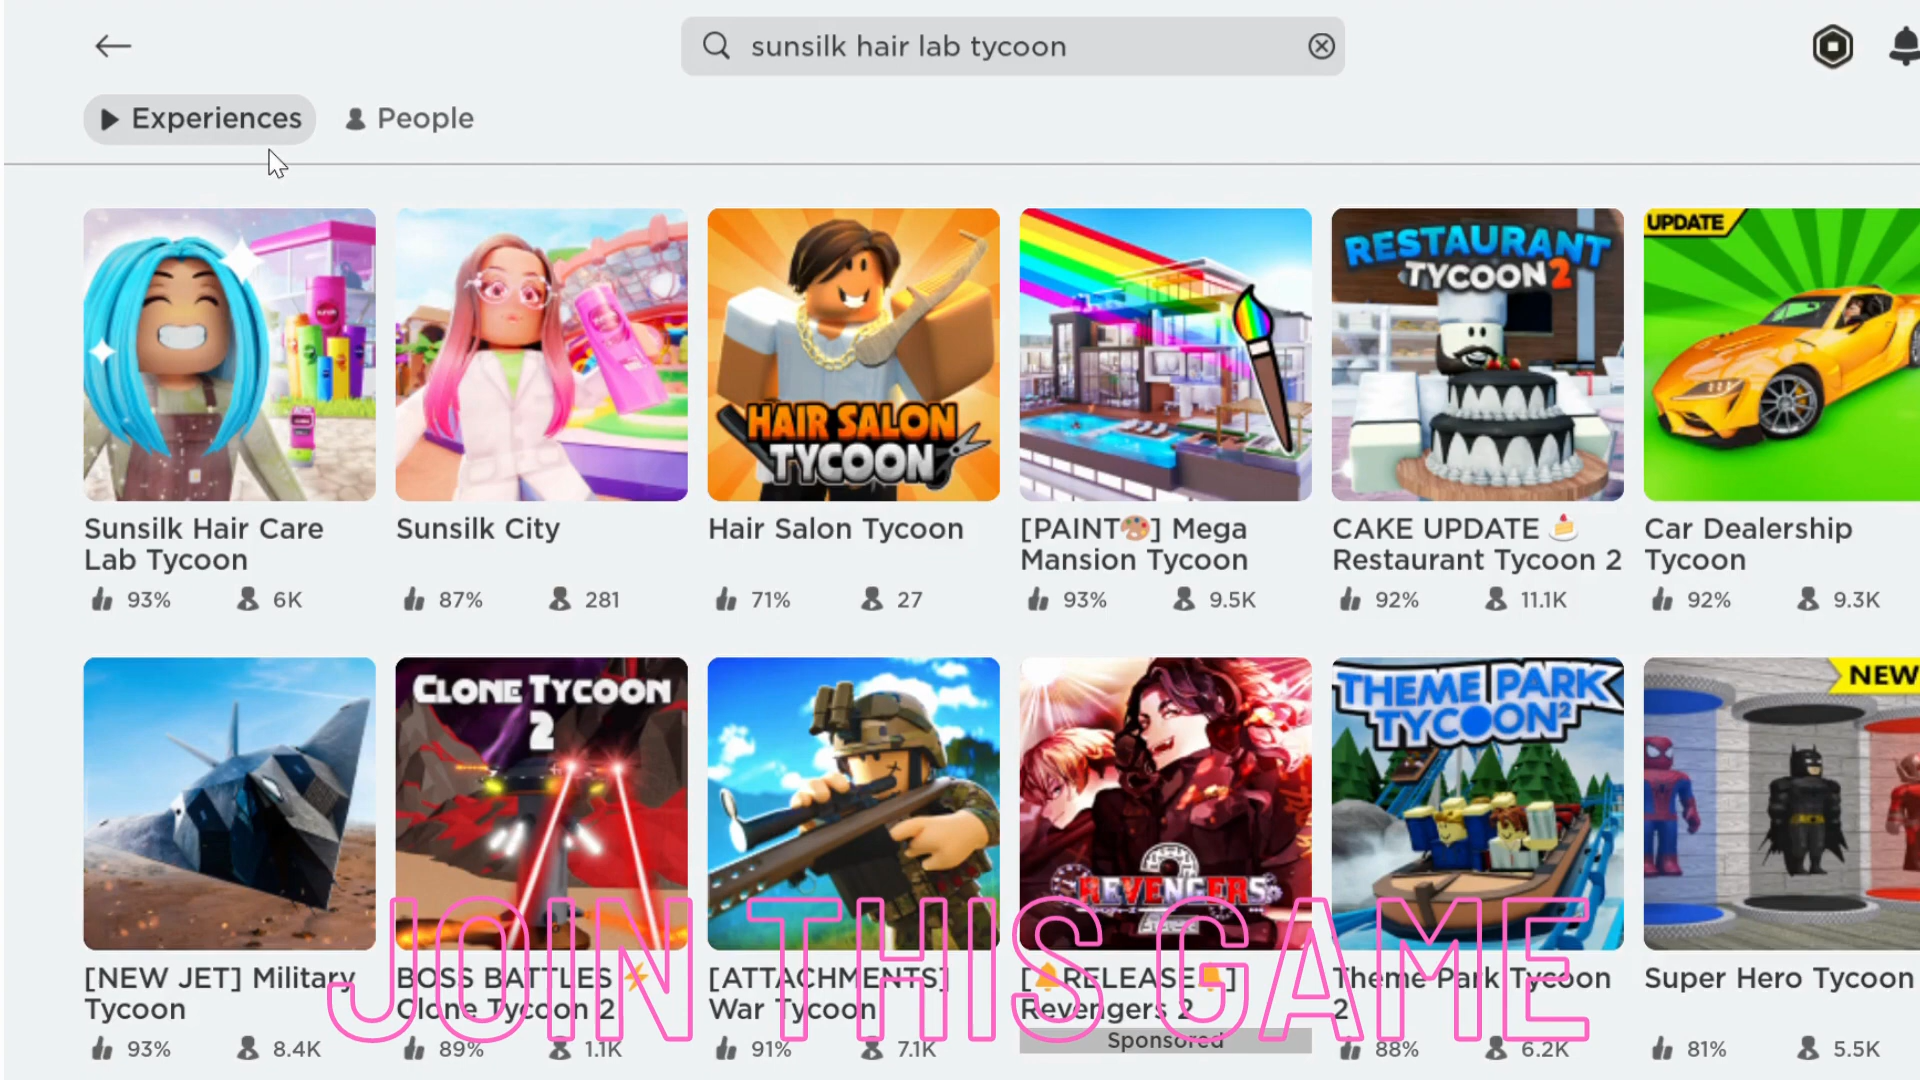 sunsilk hair lab tycoon
Experiences
People
RESTAURANT
TYCOON 2
UPDATE
HAIR SALON
TYCOON
Sunsilk Hair Care
Lab Tycoon
93% 6K
Sunsilk City
87% 281
Hair Salon Tycoon
71% 27
[PAINT🎨] Mega
Mansion Tycoon
93% 9.5K
CAKE UPDATE 🍰
Restaurant Tycoon 2
92% 11.1K
Car Dealership
Tycoon
92% 9.3K
CLONE TYCOON
2
REVENGERS
2
THEME PARK
TYCOON 2
NEW
JOIN THIS GAME
[NEW JET] Military
Tycoon
93% 8.4K
BOSS BATTLES ⚡
Clone Tycoon 2
89% 1.1K
[ATTACHMENTS]
War Tycoon
91% 7.1K
[🔔RELEASE🔔]
Revengers 2
Sponsored
Theme Park Tycoon
2
88% 6.2K
Super Hero Tycoon
81% 5.5K